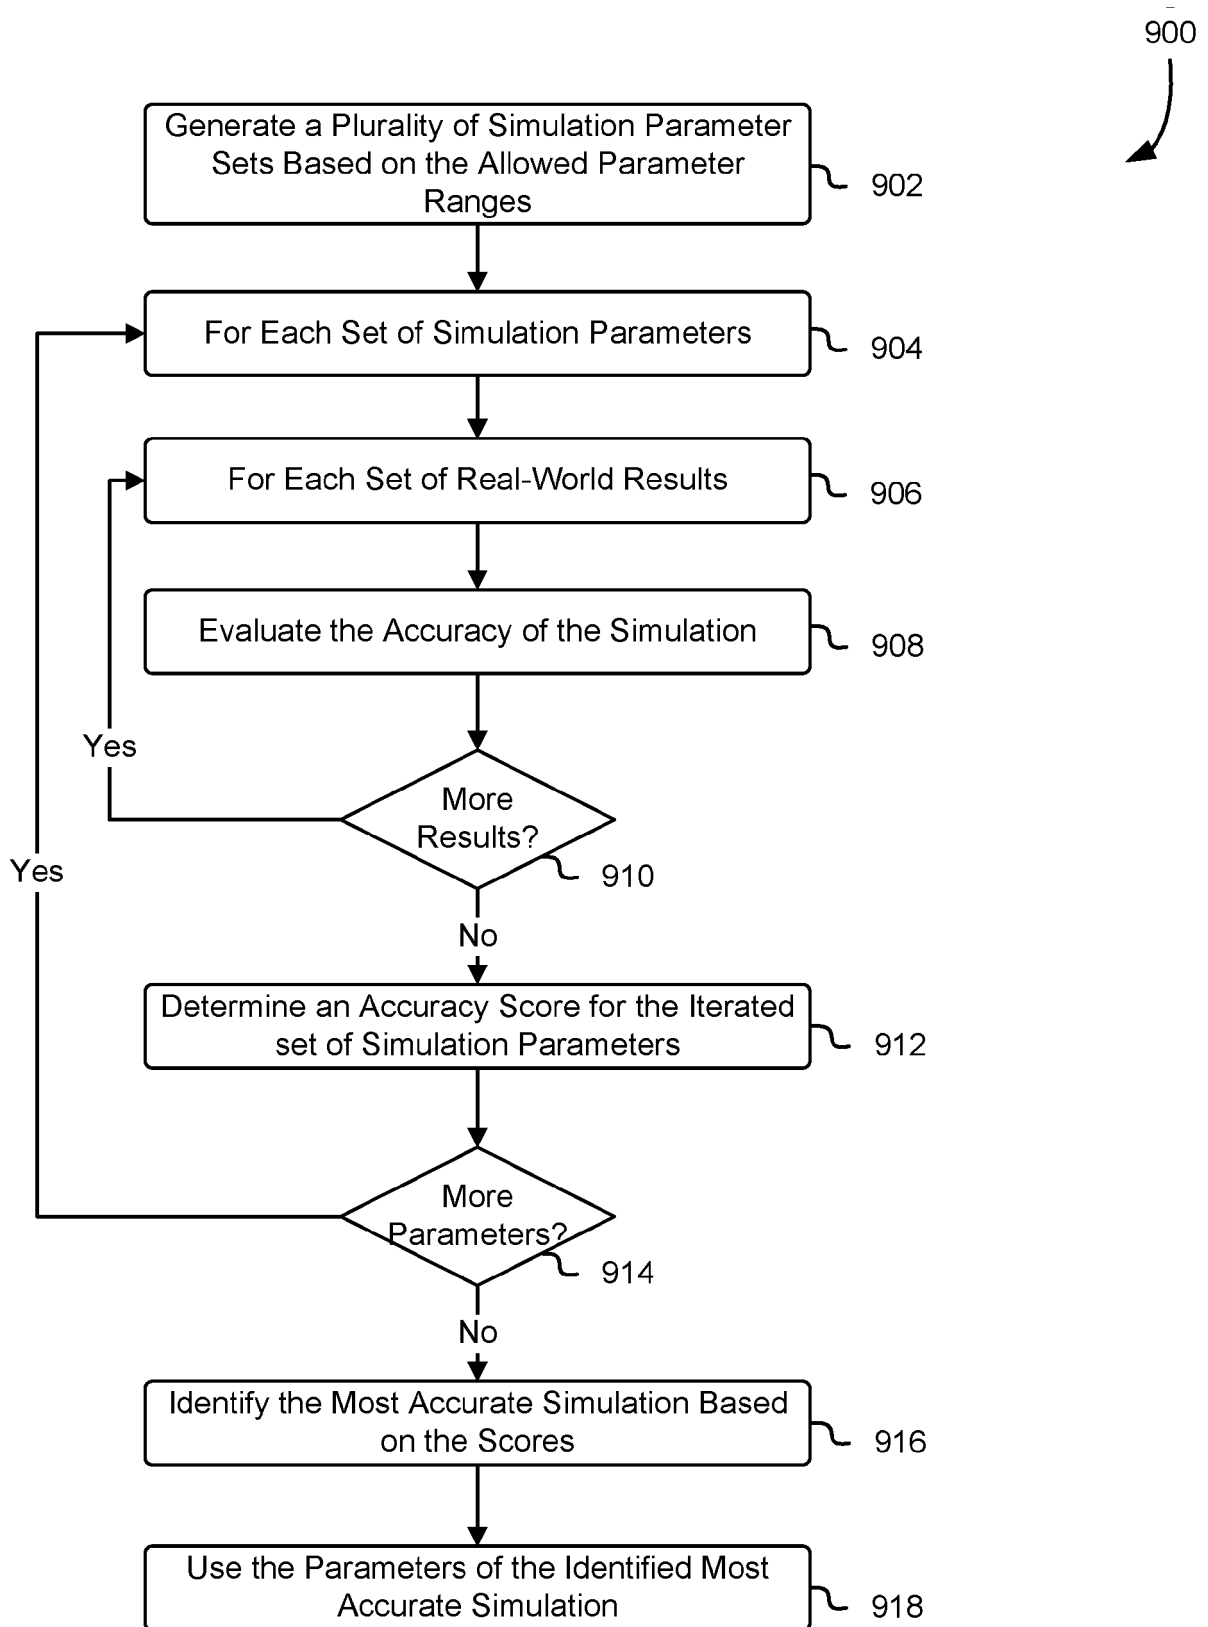 900
Generate a Plurality of Simulation Parameter
Sets Based on the Allowed Parameter
Ranges
902
For Each Set of Simulation Parameters
904
For Each Set of Real-World Results
906
Evaluate the Accuracy of the Simulation
908
Yes
More
Results?
910
Yes
No
Determine an Accuracy Score for the Iterated
set of Simulation Parameters
912
More
Parameters?
914
No
Identify the Most Accurate Simulation Based
on the Scores
916
Use the Parameters of the Identified Most
Accurate Simulation
918